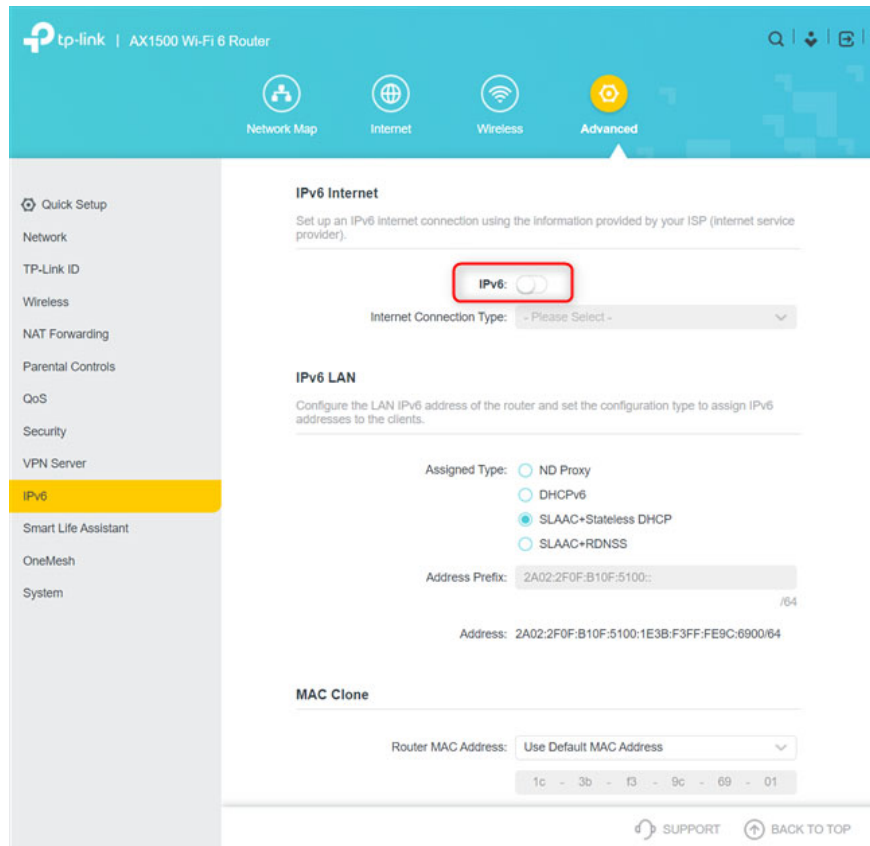 tp-link | AX1500 Wi-Fi 6 Router
Network Map
Internet
Wireless
Advanced
Quick Setup
Network
TP-Link ID
Wireless
NAT Forwarding
Parental Controls
QoS
Security
VPN Server
IPv6
Smart Life Assistant
OneMesh
System
IPv6 Internet
Set up an IPv6 internet connection using the information provided by your ISP (internet service
provider).
IPv6:
Internet Connection Type: - Please Select -
IPv6 LAN
Configure the LAN IPv6 address of the router and set the configuration type to assign IPv6
addresses to the clients.
Assigned Type: ND Proxy
DHCPv6
SLAAC+Stateless DHCP
SLAAC+RDNSS
Address Prefix: 2A02:2F0F:B10F:5100::
/64
Address: 2A02:2F0F:B10F:5100:1E3B:F3FF:FE9C:6900/64
MAC Clone
Router MAC Address: Use Default MAC Address
1c - 3b - f3 - 9c - 69 - 01
SUPPORT
BACK TO TOP